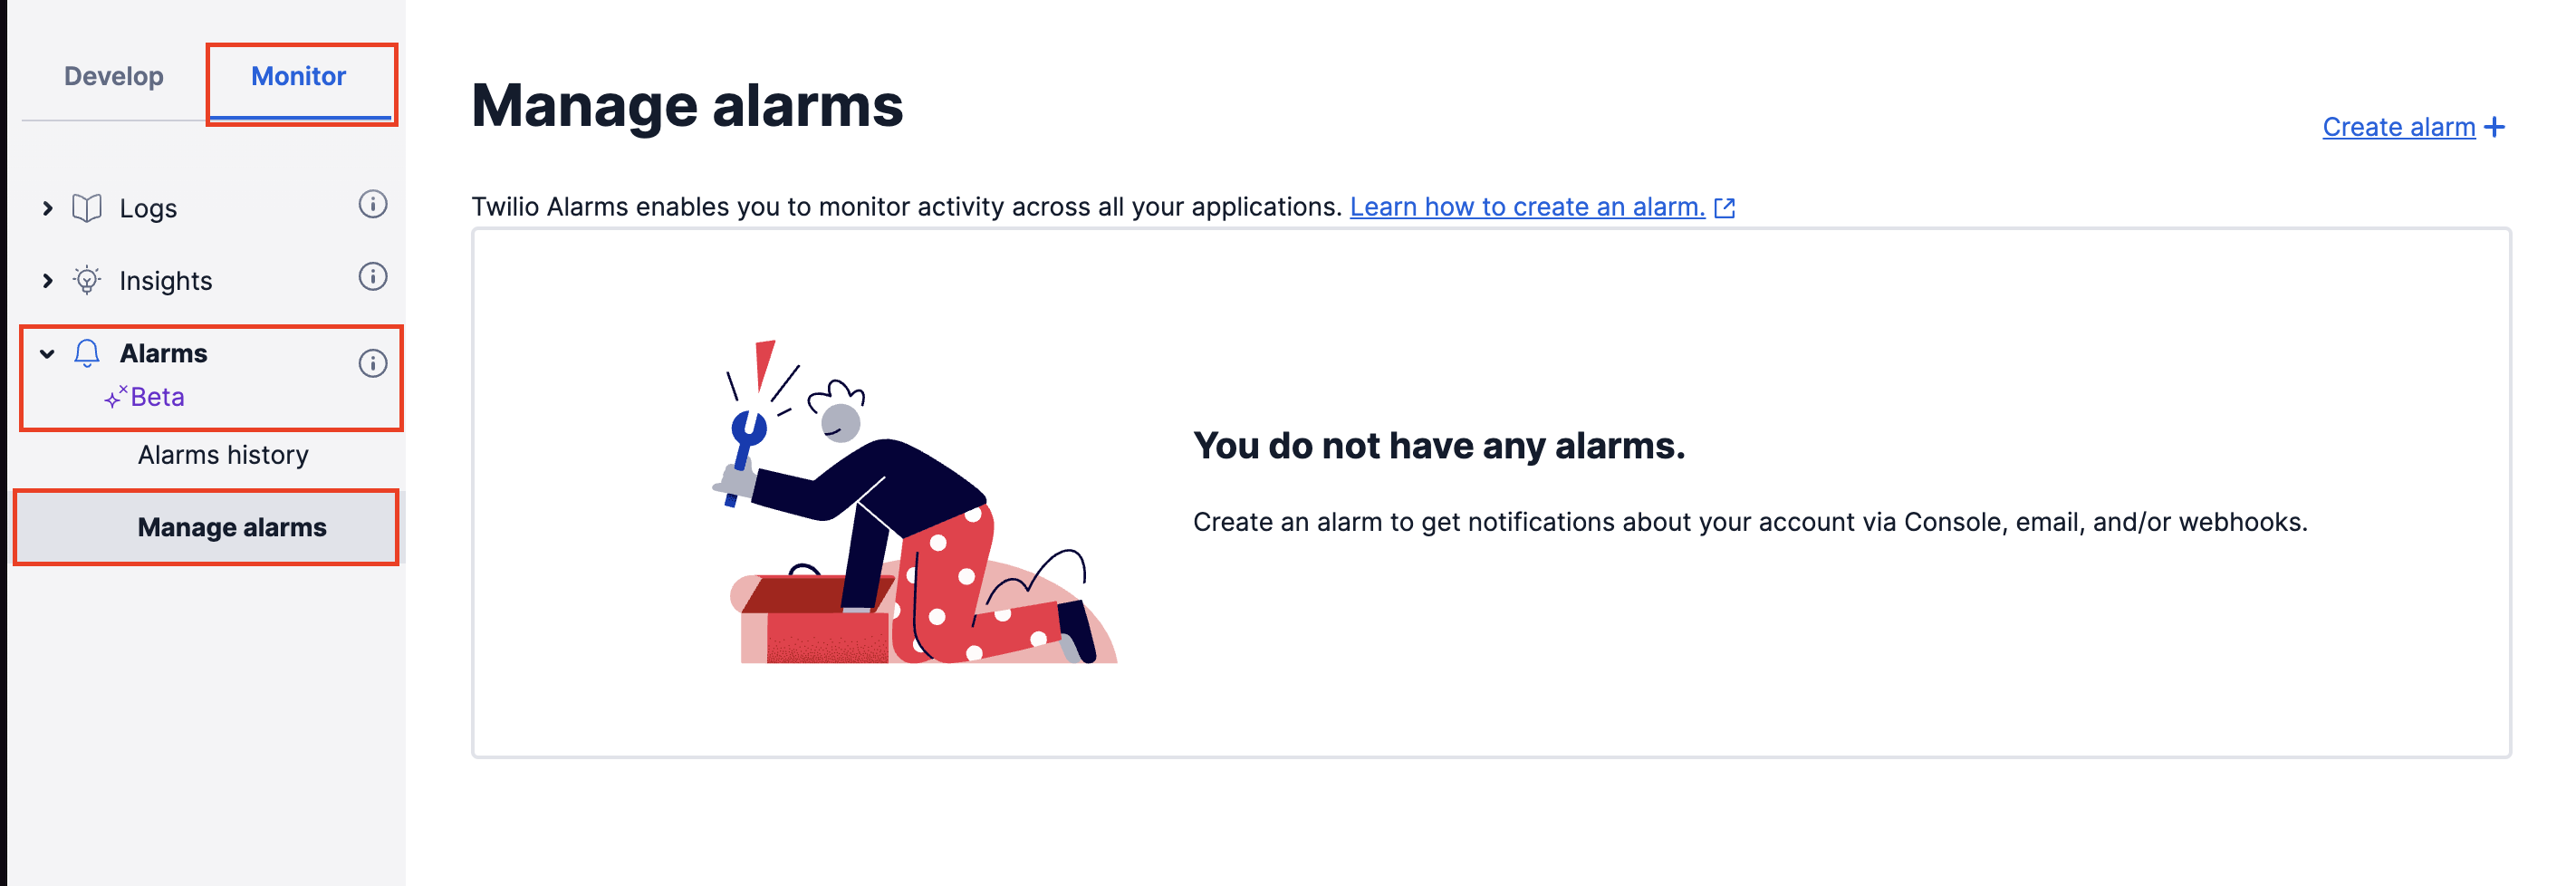 Develop
Monitor
Logs
Insights
Alarms
Beta
Alarms history
Manage alarms
Manage alarms
Create alarm +
Twilio Alarms enables you to monitor activity across all your applications. Learn how to create an alarm.
You do not have any alarms.
Create an alarm to get notifications about your account via Console, email, and/or webhooks.